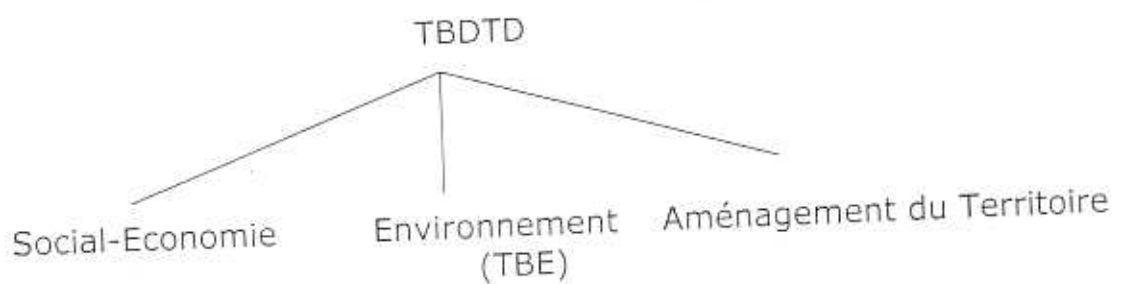 TBDTD
Social-Economie
Environnement
(TBE)
Aménagement du Territoire